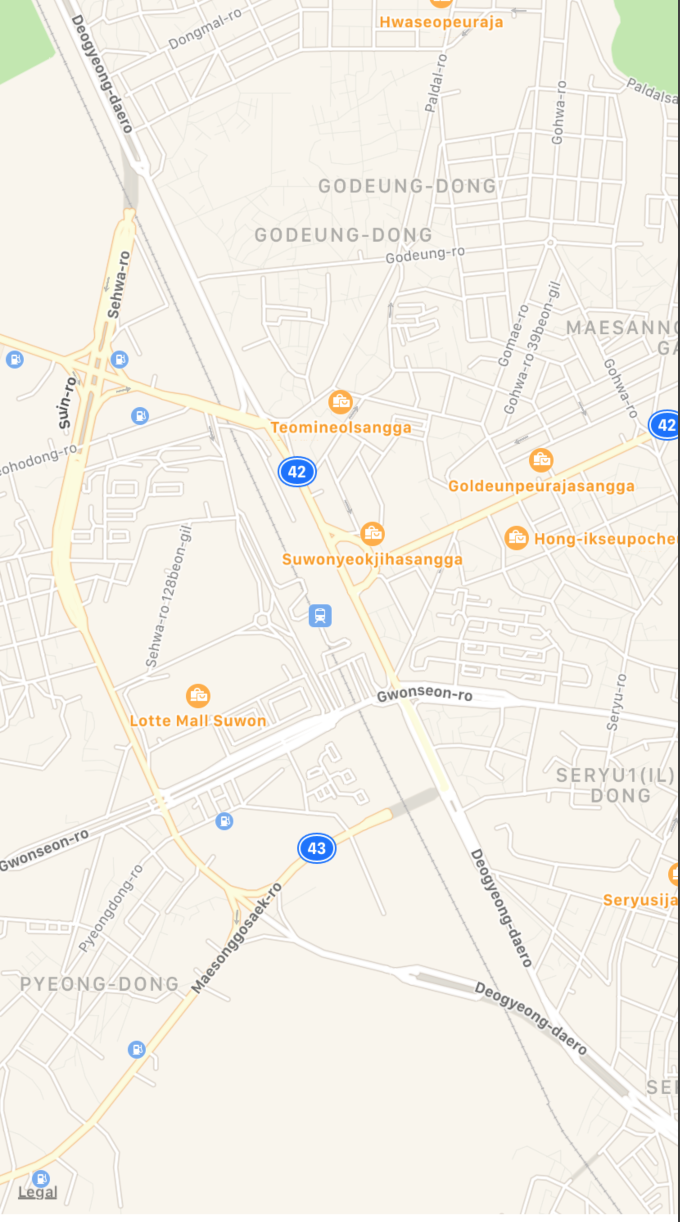 Hwaseopeuraja
Dongmal-ro
Deogyeong-daero
Paldal-ro
Gohwa-ro
Paldalsa
GODEUNG-DONG
GODEUNG-DONG
Godeung-ro
Sehwa-ro
Gomae-ro
Gohwa-ro 39beon-gil
MAESANNO
GA
Gohwa-ro
Suin-ro
Teomineolsangga
42
eohodong-ro
42
Goldeunpeurajasangga
Suwonyeokjihasangga
Hong-ikseupoche
Sehwa-ro 128beon-gil
Lotte Mall Suwon
Gwonseon-ro
Seryu-ro
SERYU1(IL)
DONG
Gwonseon-ro
43
Deogyeong-daero
Seryusija
Pyeongdong-ro
Maesonggosaek-ro
PYEONG-DONG
Deogyeong-daero
SE
Legal